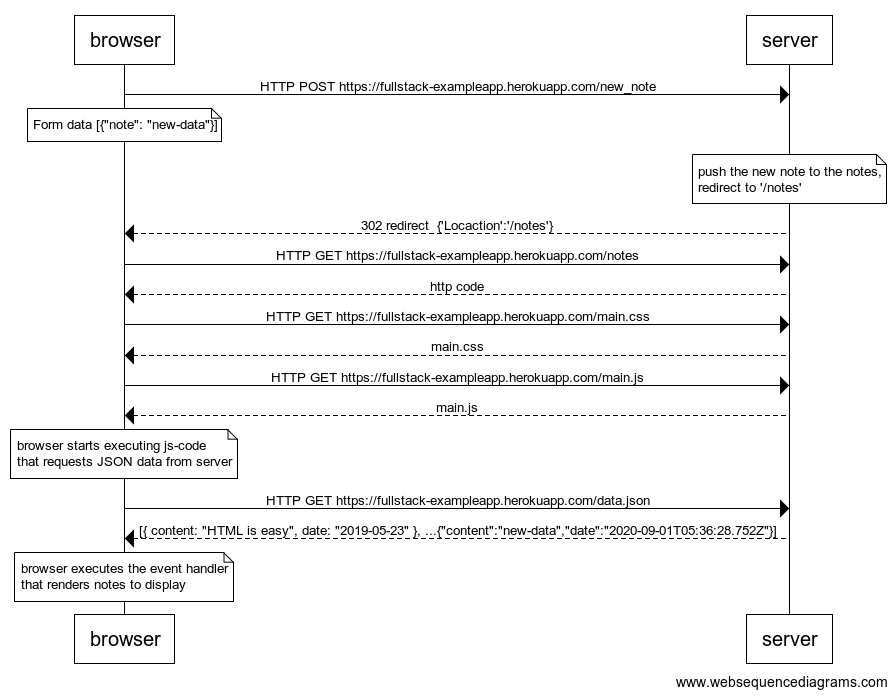 browser
server
HTTP POST https://fullstack-exampleapp.herokuapp.com/new_note
Form data [{"note": "new-data"}]
push the new note to the notes,
redirect to '/notes'
302 redirect  {'Locaction':'/notes'}
HTTP GET https://fullstack-exampleapp.herokuapp.com/notes
http code
HTTP GET https://fullstack-exampleapp.herokuapp.com/main.css
main.css
HTTP GET https://fullstack-exampleapp.herokuapp.com/main.js
main.js
browser starts executing js-code
that requests JSON data from server
HTTP GET https://fullstack-exampleapp.herokuapp.com/data.json
[{ content: "HTML is easy", date: "2019-05-23" }, ...{"content":"new-data","date":"2020-09-01T05:36:28.752Z"}]
browser executes the event handler
that renders notes to display
browser
server
www.websequencediagrams.com